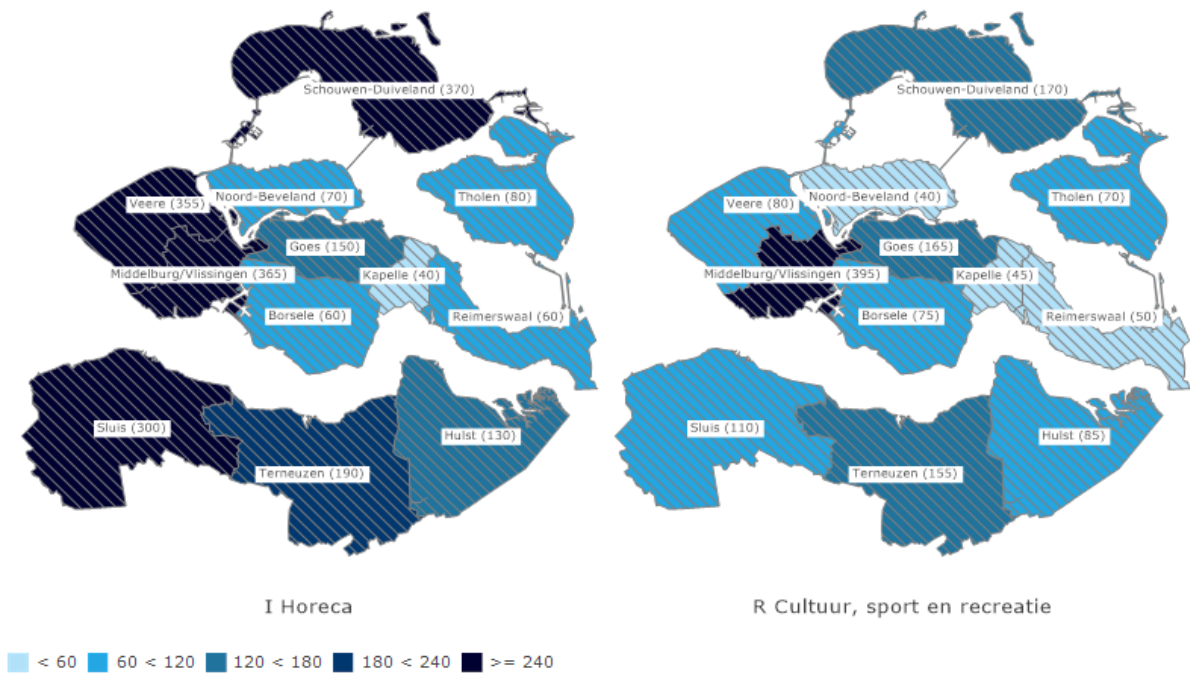 Schouwen-Duiveland (370)
Noord-Beveland (70)
Tholen (80)
Veere (355)
Goes (150)
Middelburg/Vlissingen (365)
Kapelle (40)
Borsele (60)
Reimerswaal (60)
Sluis (300)
Hulst (130)
Terneuzen (190)
I Horeca
Schouwen-Duiveland (170)
Noord-Beveland (40)
Tholen (70)
Veere (80)
Goes (165)
Middelburg/Vlissingen (395)
Kapelle (45)
Borsele (75)
Reimerswaal (50)
Sluis (110)
Hulst (85)
Terneuzen (155)
R Cultuur, sport en recreatie
< 60 60 < 120 120 < 180 180 < 240 >= 240